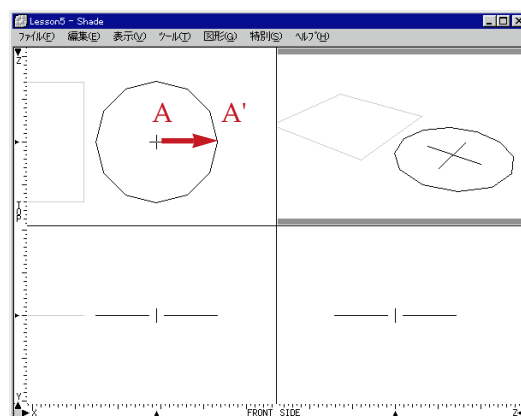 Lesson5 - Shade
ファイル(F) 編集(E) 表示(V) ツール(T) 図形(G) 特別(S) ヘルプ(H)
Z
A A'
TOP
Y
X FRONT SIDE Z